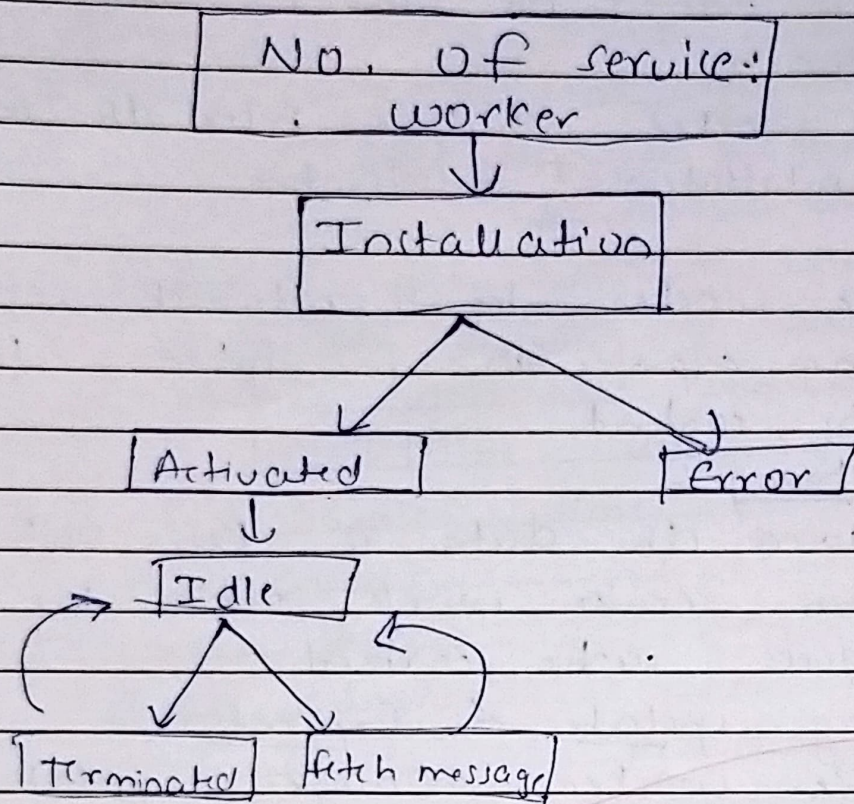 No. of service:
worker
Installation
Activated
Error
Idle
Terminated
fetch message